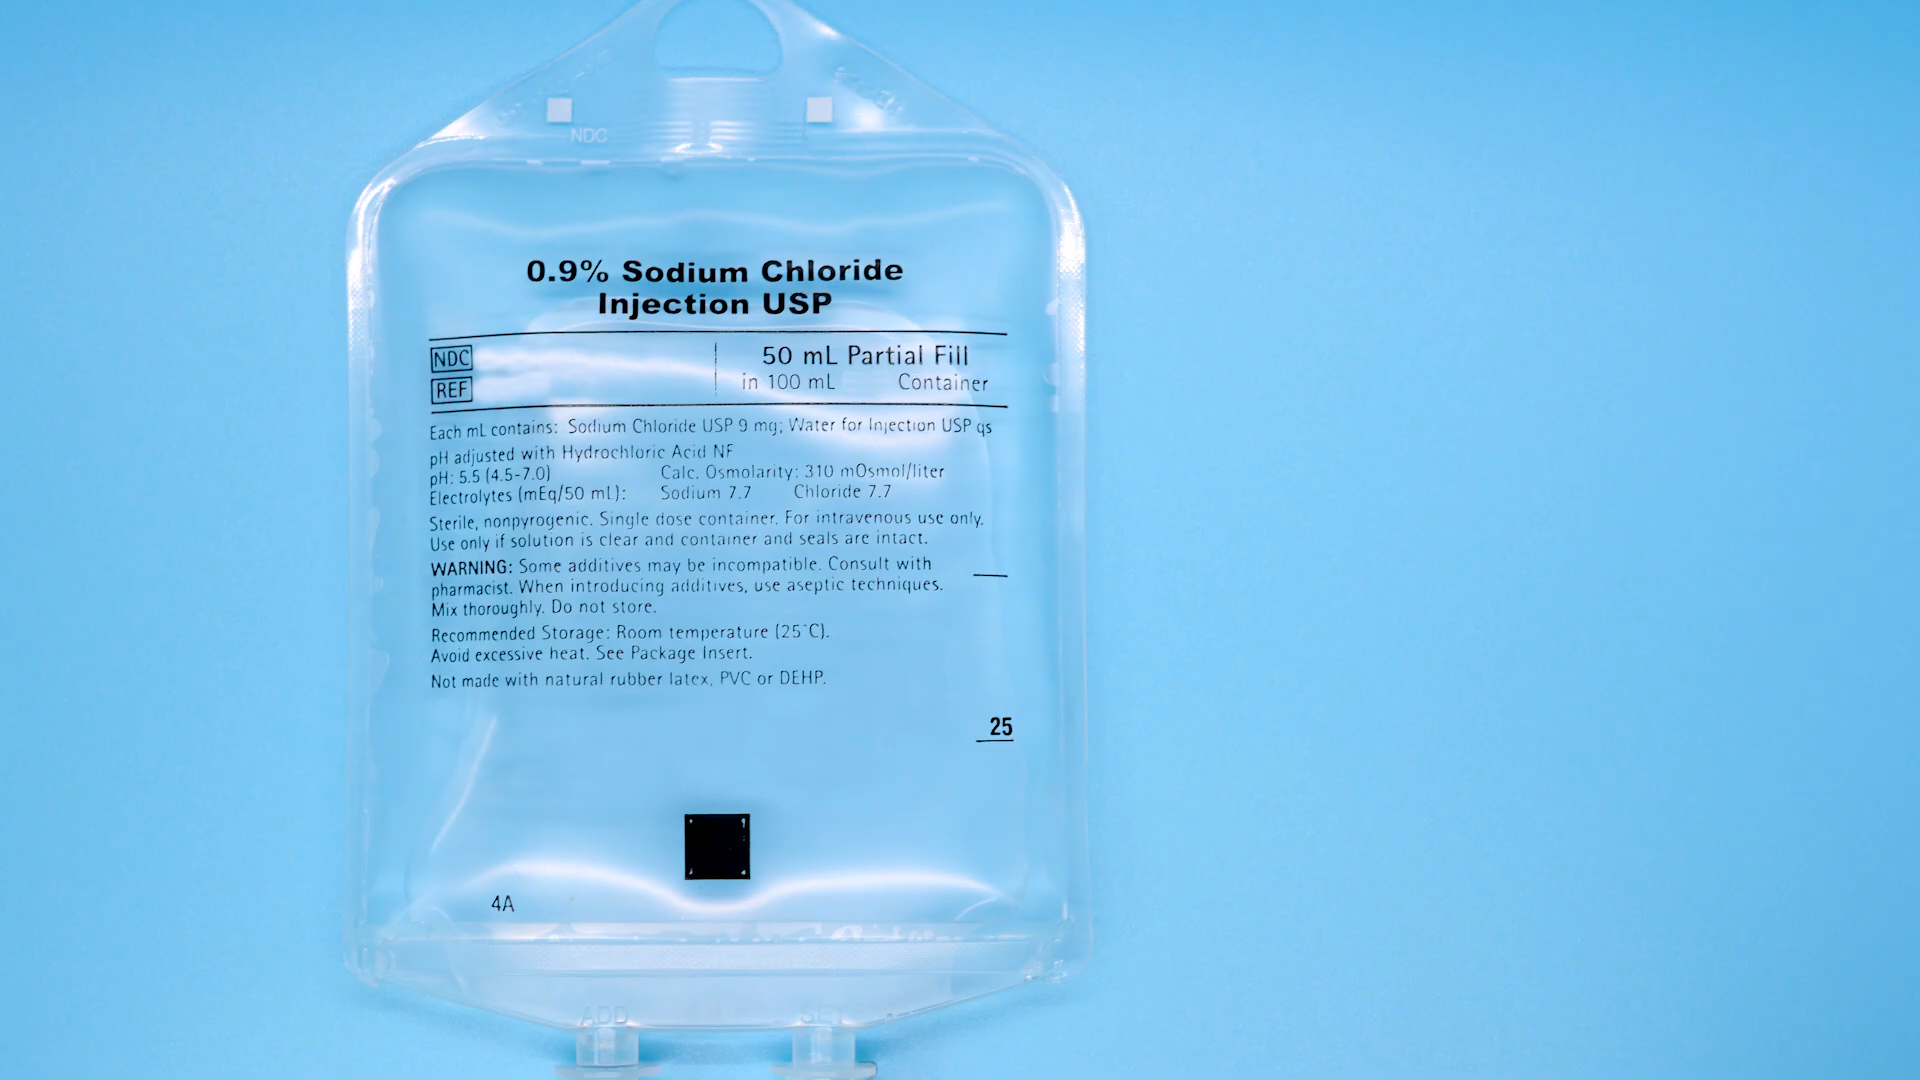 NDC
0.9% Sodium Chloride
Injection USP
NDC
50 mL Partial Fill
REF
in 100 mL Container
Each mL contains: Sodium Chloride USP 9 mg; Water for Injection USP qs
pH adjusted with Hydrochloric Acid NF
pH: 5.5 (4.5-7.0) Calc. Osmolarity: 310 mOsmol/liter
Electrolytes (mEq/50 mL): Sodium 7.7 Chloride 7.7
Sterile, nonpyrogenic. Single dose container. For intravenous use only.
Use only if solution is clear and container and seals are intact.
WARNING: Some additives may be incompatible. Consult with
pharmacist. When introducing additives, use aseptic techniques.
Mix thoroughly. Do not store.
Recommended Storage: Room temperature (25°C).
Avoid excessive heat. See Package Insert.
Not made with natural rubber latex, PVC or DEHP.
25
4A
ADD SET